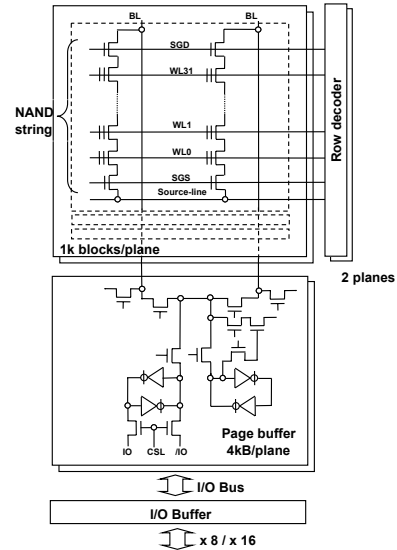 BL BL
SGD
WL31
NAND
string
WL1
WL0
SGS
Source-line
Row decoder
1k blocks/plane
2 planes
Page buffer
4kB/plane
IO CSL /IO
I/O Bus
I/O Buffer
x 8 / x 16